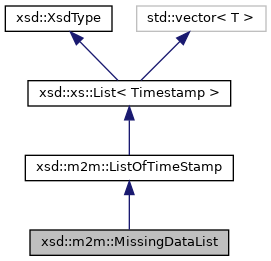 xsd::XsdType
std::vector< T >
xsd::xs::List< Timestamp >
xsd::m2m::ListOfTimeStamp
xsd::m2m::MissingDataList